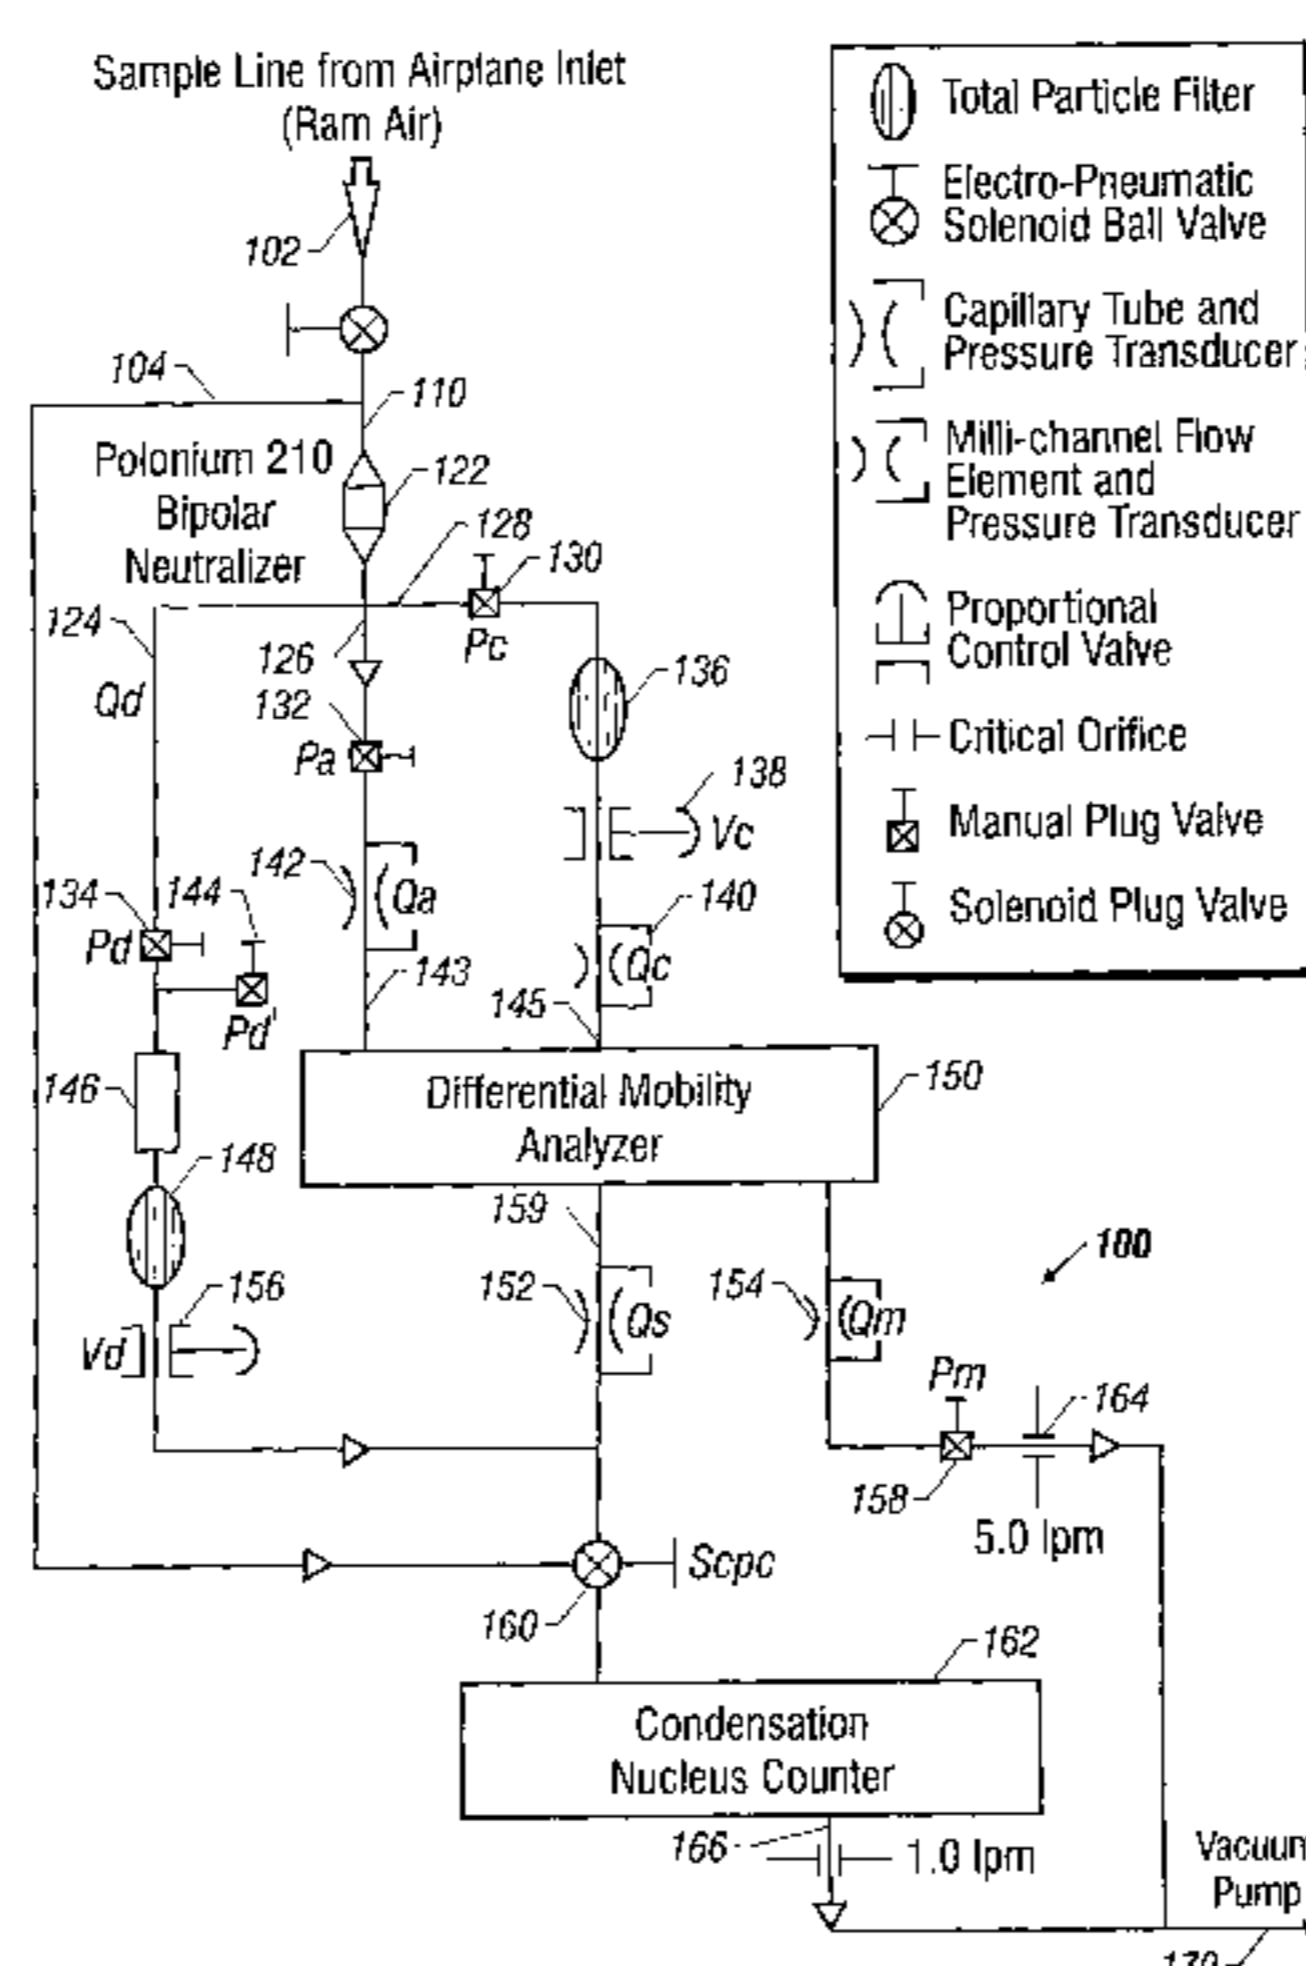 Sample Line from Airplane Inlet
(Ram Air)
102
104
110
Polonium 210
Bipolar
Neutralizer
122
128
130
Pc
124
Qd
126
132
Pa
136
138
Vc
142
Qa
140
Qc
134
144
Pd
Pd'
143
145
146
Differential Mobility
Analyzer
150
148
159
156
Vd
152
Qs
154
Qm
100
Pm
164
158
5.0 lpm
Scpc
160
162
Condensation
Nucleus Counter
166
1.0 lpm
Vacuum
Pump
170
Total Particle Filter
Electro-Pneumatic
Solenoid Ball Valve
Capillary Tube and
Pressure Transducer
Milli-channel Flow
Element and
Pressure Transducer
Proportional
Control Valve
Critical Orifice
Manual Plug Valve
Solenoid Plug Valve